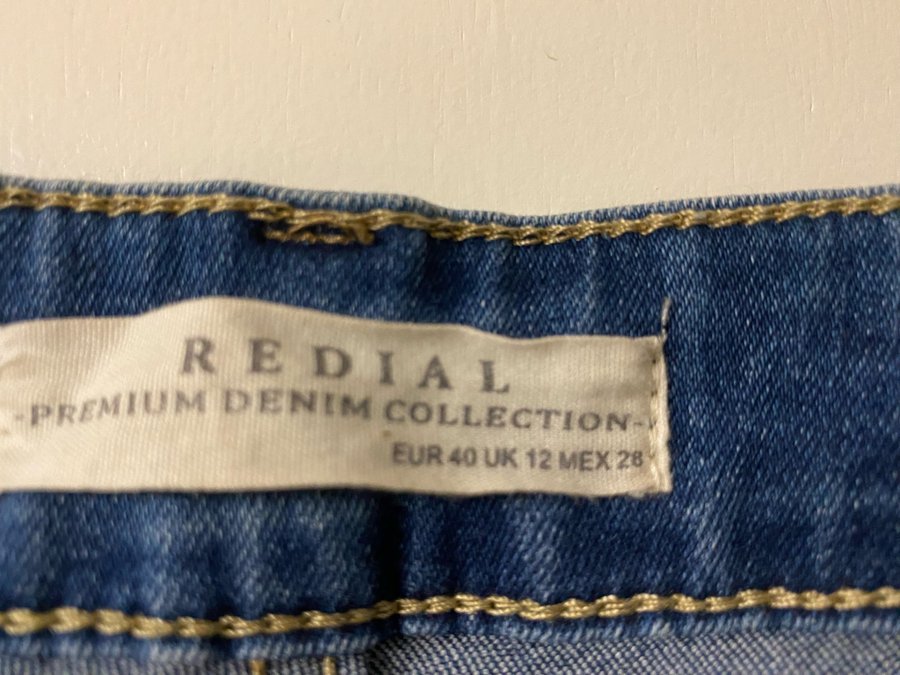 REDIAL
-PREMIUM DENIM COLLECTION-
EUR 40 UK 12 MEX 28